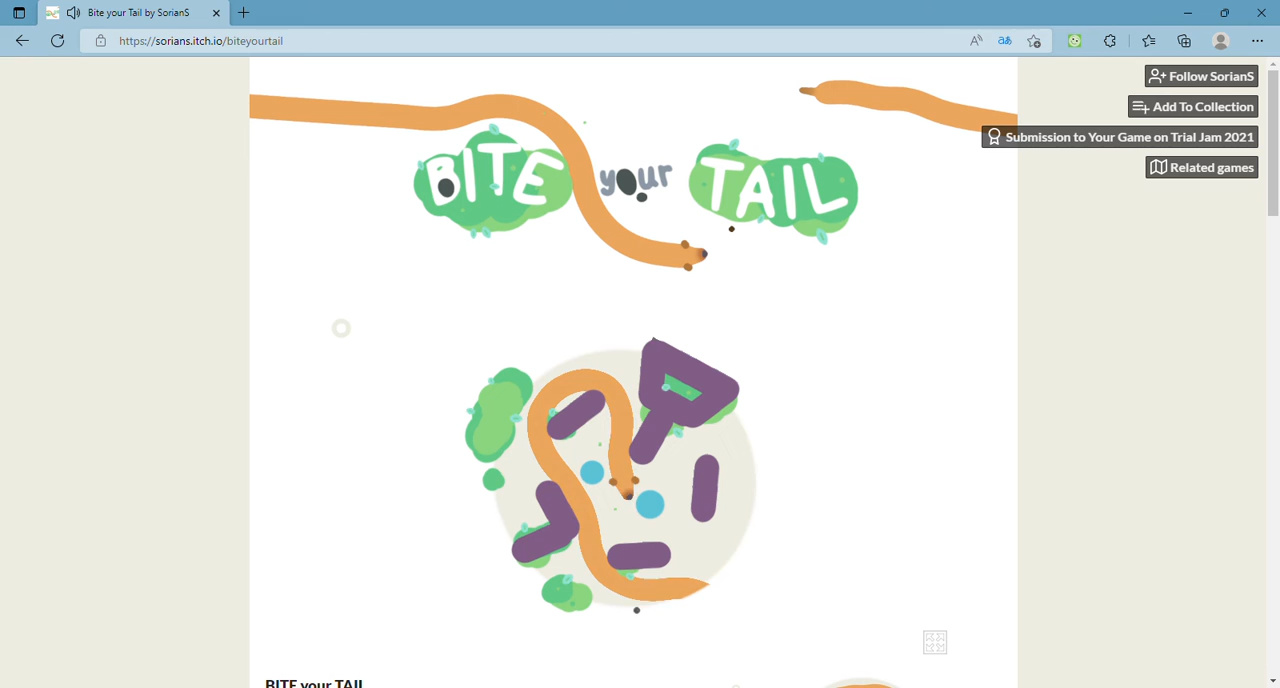 Bite your Tail by SorianS
https://sorians.itch.io/biteyourtail
Follow SorianS
Add To Collection
Submission to Your Game on Trial Jam 2021
Related games
BITE your TAIL
BITE your TAIL